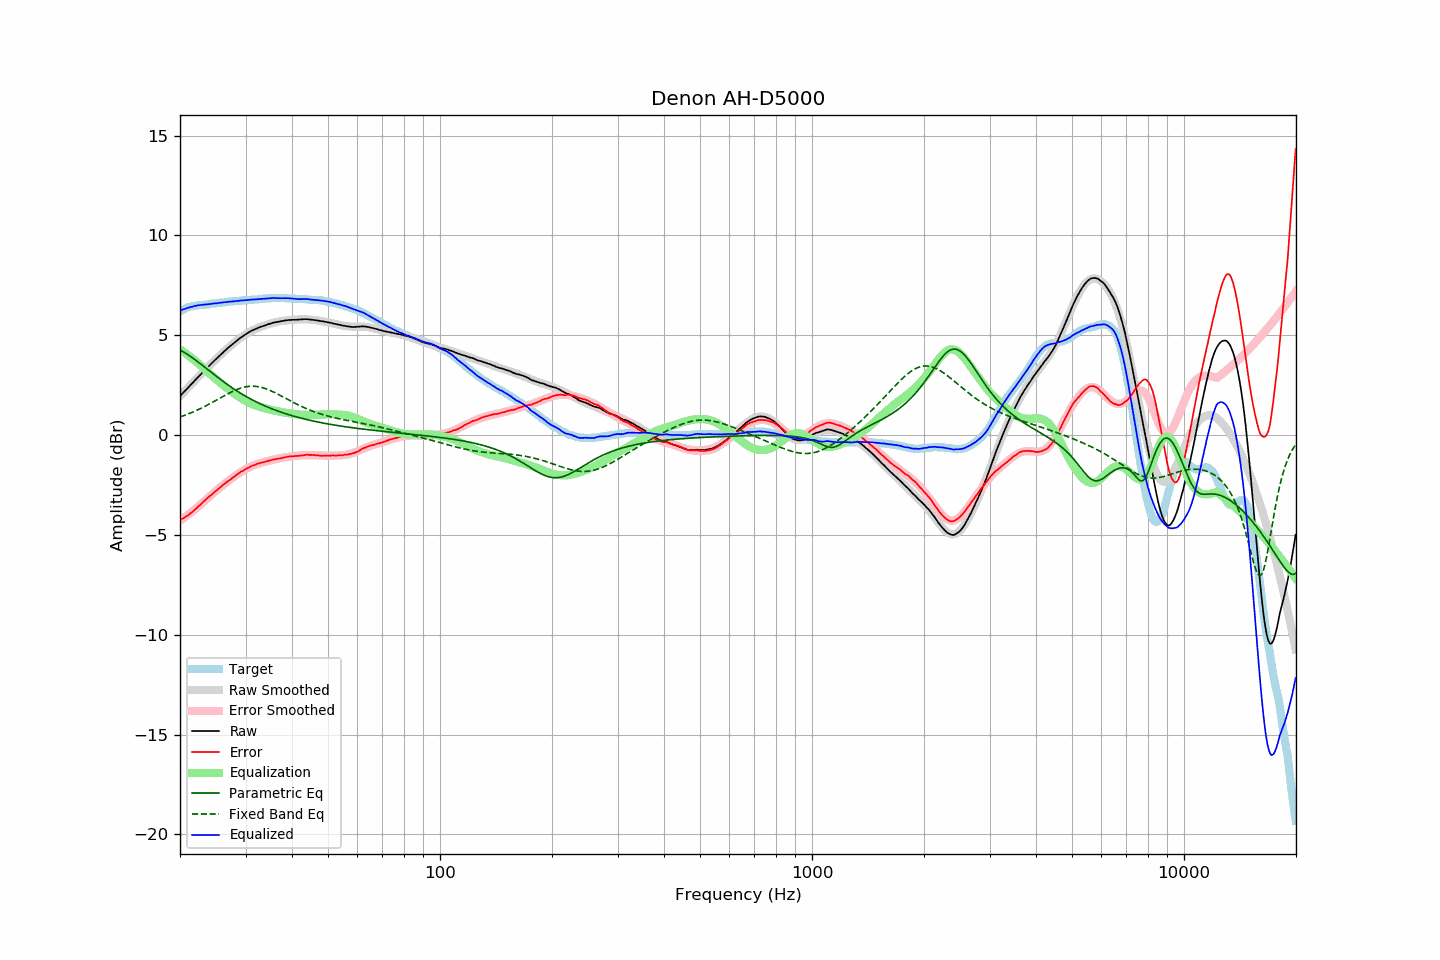 Denon AH-D5000
Amplitude (dBr)
15
10
5
0
−5
−10
−15
−20
Target
Raw Smoothed
Error Smoothed
Raw
Error
Equalization
Parametric Eq
Fixed Band Eq
Equalized
100
1000
10000
Frequency (Hz)